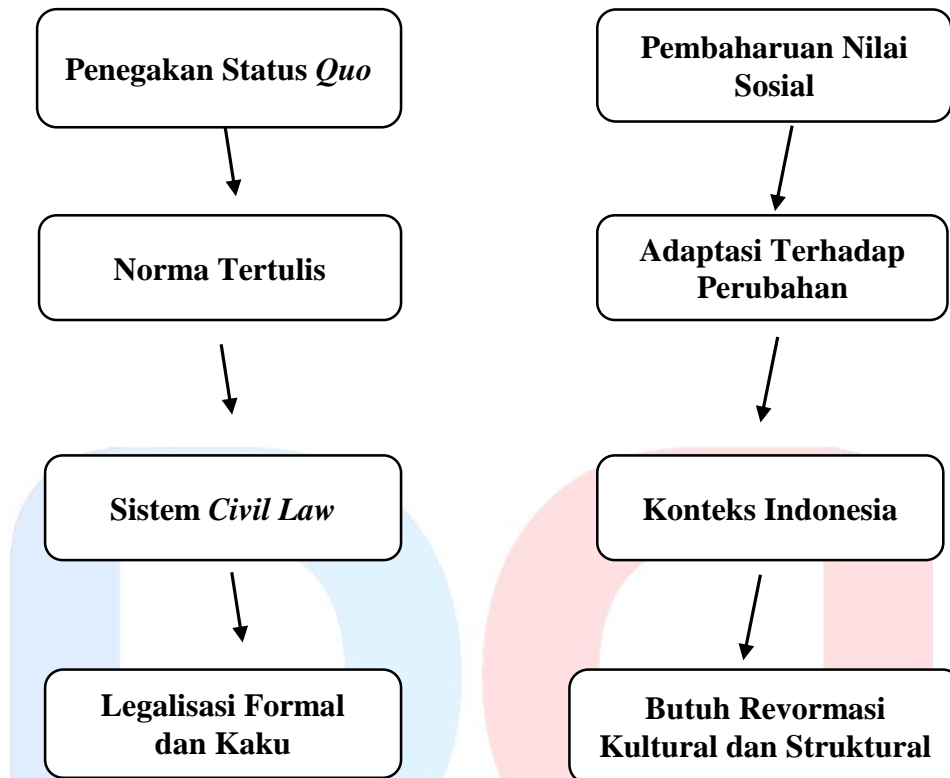 Penegakan Status Quo
Pembaharuan Nilai
Sosial
Norma Tertulis
Adaptasi Terhadap
Perubahan
Sistem Civil Law
Konteks Indonesia
Legalisasi Formal
dan Kaku
Butuh Revormasi
Kultural dan Struktural